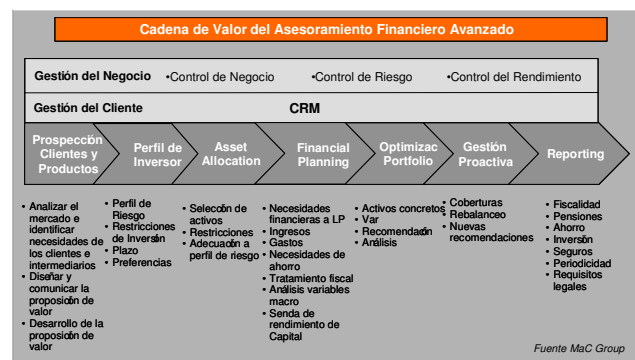 Cadena de Valor del Asesoramiento Financiero Avanzado
Gestión del Negocio •Control de Negocio •Control de Riesgo •Control del Rendimiento
Gestión del Cliente CRM
Prospección
Clientes y
Productos
Perfil de
Inversor
Asset
Allocation
Financial
Planning
Optimizac
Portfolio
Gestión
Proactiva
Reporting
• Analizar el
mercado e
identificar
necesidades de
los clientes e
intermediarios
• Diseñar y
comunicar la
proposición de
valor
• Desarrollo de la
proposición de
valor
• Perfil de
Riesgo
• Restricciones
de Inversión
• Plazo
• Preferencias
• Selección de
activos
• Restricciones
• Adecuación a
perfil de riesgo
• Necesidades
financieras a LP
• Ingresos
• Gastos
• Necesidades de
ahorro
• Tratamiento fiscal
• Análisis variables
macro
• Senda de
rendimiento de
Capital
• Activos concretos
• Var
• Recomendación
• Análisis
• Coberturas
• Rebalanceo
• Nuevas
recomendaciones
• Fiscalidad
• Pensiones
• Ahorro
• Inversión
• Seguros
• Periodicidad
• Requisitos
legales
Fuente MaC Group